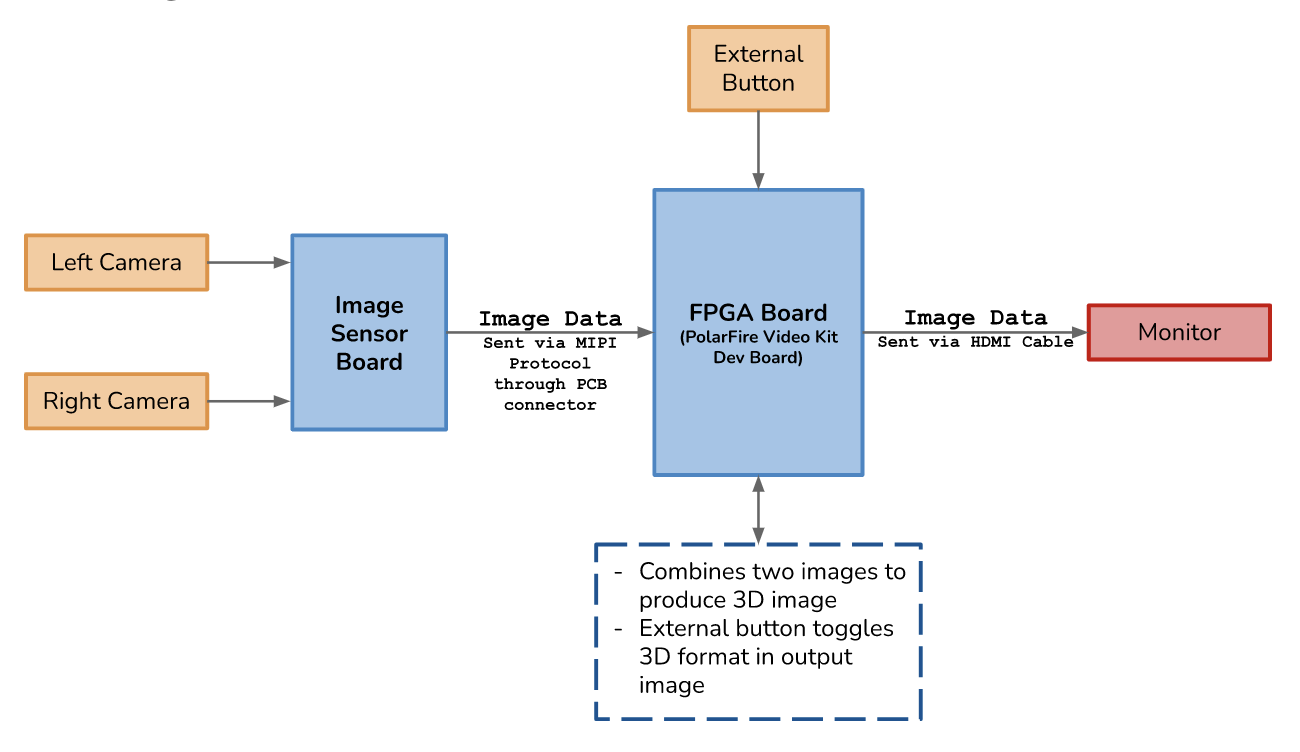 External
Button
Left Camera
Right Camera
Image
Sensor
Board
Image Data
Sent via MIPI
Protocol
through PCB
connector
FPGA Board
(PolarFire Video Kit
Dev Board)
Image Data
Sent via HDMI Cable
Monitor
- Combines two images to
produce 3D image
- External button toggles
3D format in output
image